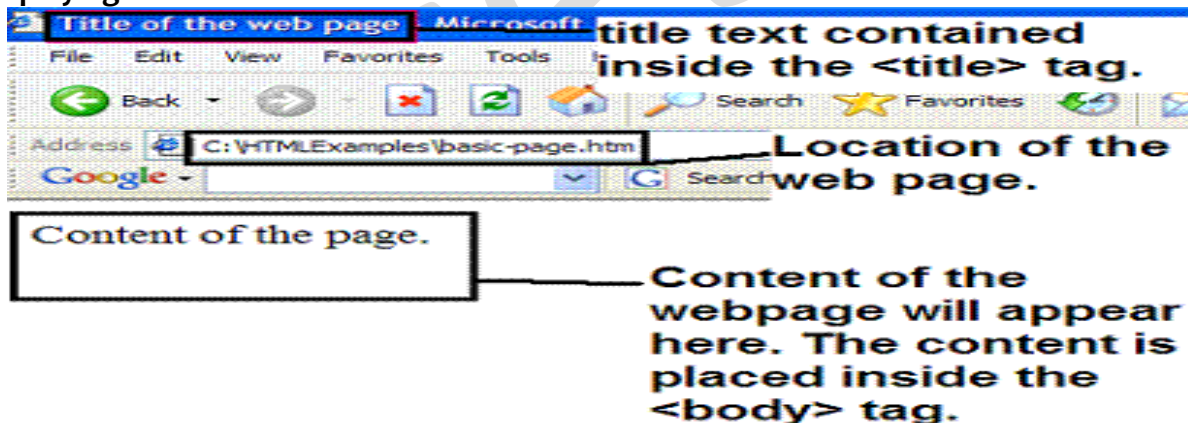 Title of the web page - Microsoft
title text contained
inside the <title> tag.
File Edit View Favorites Tools
Back Search Favorites
Address C:\HTMLExamples\basic-page.htm
Location of the
web page.
Google Search
Content of the page.
Content of the
webpage will appear
here. The content is
placed inside the
<body> tag.